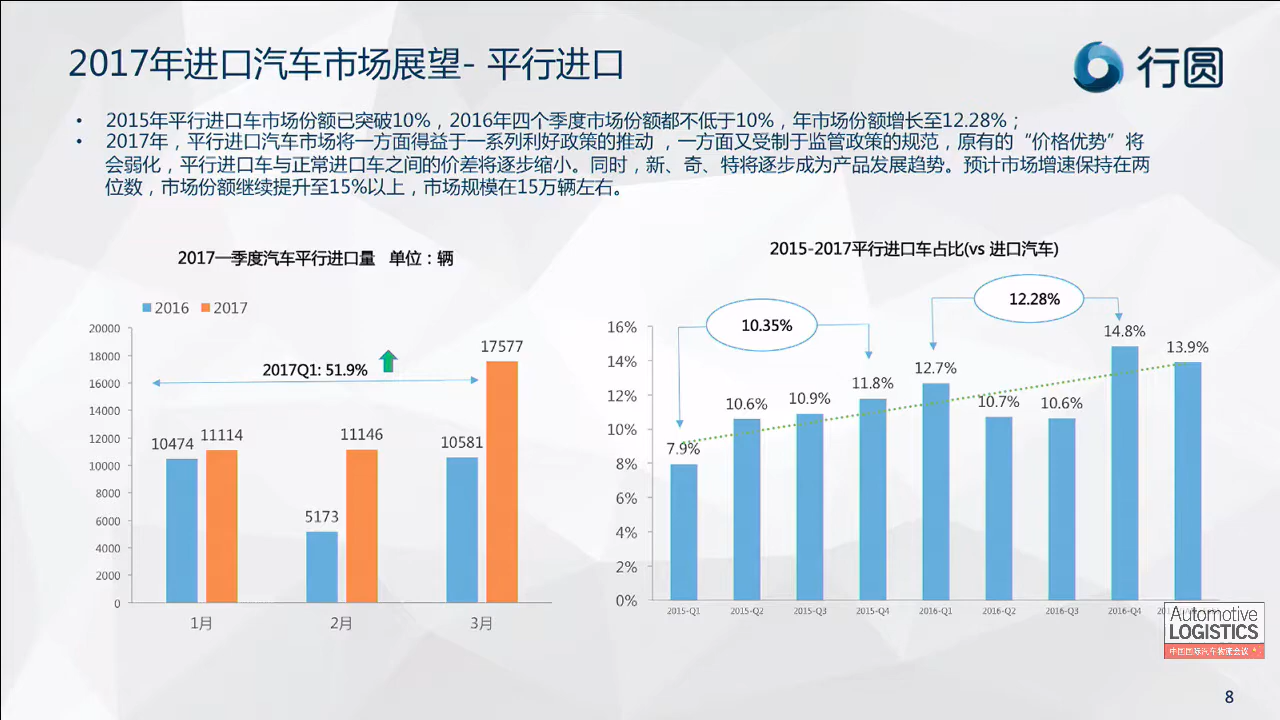 2017年进口汽车市场展望- 平行进口
行圆
• 2015年平行进口车市场份额已突破10%，2016年四个季度市场份额都不低于10%，年市场份额增长至12.28%；
• 2017年，平行进口汽车市场将一方面得益于一系列利好政策的推动 ，一方面又受制于监管政策的规范，原有的“价格优势”将
会弱化，平行进口车与正常进口车之间的价差将逐步缩小。同时，新、奇、特将逐步成为产品发展趋势。预计市场增速保持在两
位数，市场份额继续提升至15%以上，市场规模在15万辆左右。
2017一季度汽车平行进口量 单位：辆
2016 2017
20000
18000
16000
14000
12000
10000
8000
6000
4000
2000
0
2017Q1: 51.9%
10474 11114
5173
11146
10581
17577
1月 2月 3月
2015-2017平行进口车占比(vs 进口汽车)
10.35%
12.28%
16%
14%
12%
10%
8%
6%
4%
2%
0%
7.9%
10.6%
10.9%
11.8%
12.7%
10.7%
10.6%
14.8%
13.9%
2015-Q1 2015-Q2 2015-Q3 2015-Q4 2016-Q1 2016-Q2 2016-Q3 2016-Q4
Automotive
LOGISTICS
中国国际汽车物流会议
8